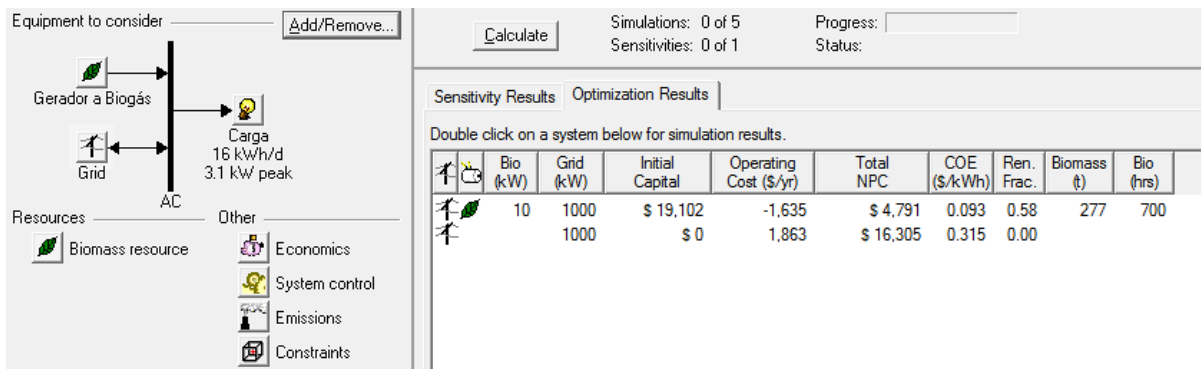 Equipment to consider Add/Remove...
Gerador a Biogás
Grid
Carga
16 kWh/d
3.1 kW peak
AC
Resources Other
Biomass resource
Economics
System control
Emissions
Constraints
Calculate
Simulations: 0 of 5 Progress:
Sensitivities: 0 of 1 Status:
Sensitivity Results Optimization Results
Double click on a system below for simulation results.
Bio (kW) Grid (kW) Initial Capital Operating Cost ($/yr) Total NPC COE ($/kWh) Ren. Frac. Biomass (t) Bio (hrs)
10 1000 $ 19,102 -1,635 $ 4,791 0.093 0.58 277 700
1000 $ 0 1,863 $ 16,305 0.315 0.00